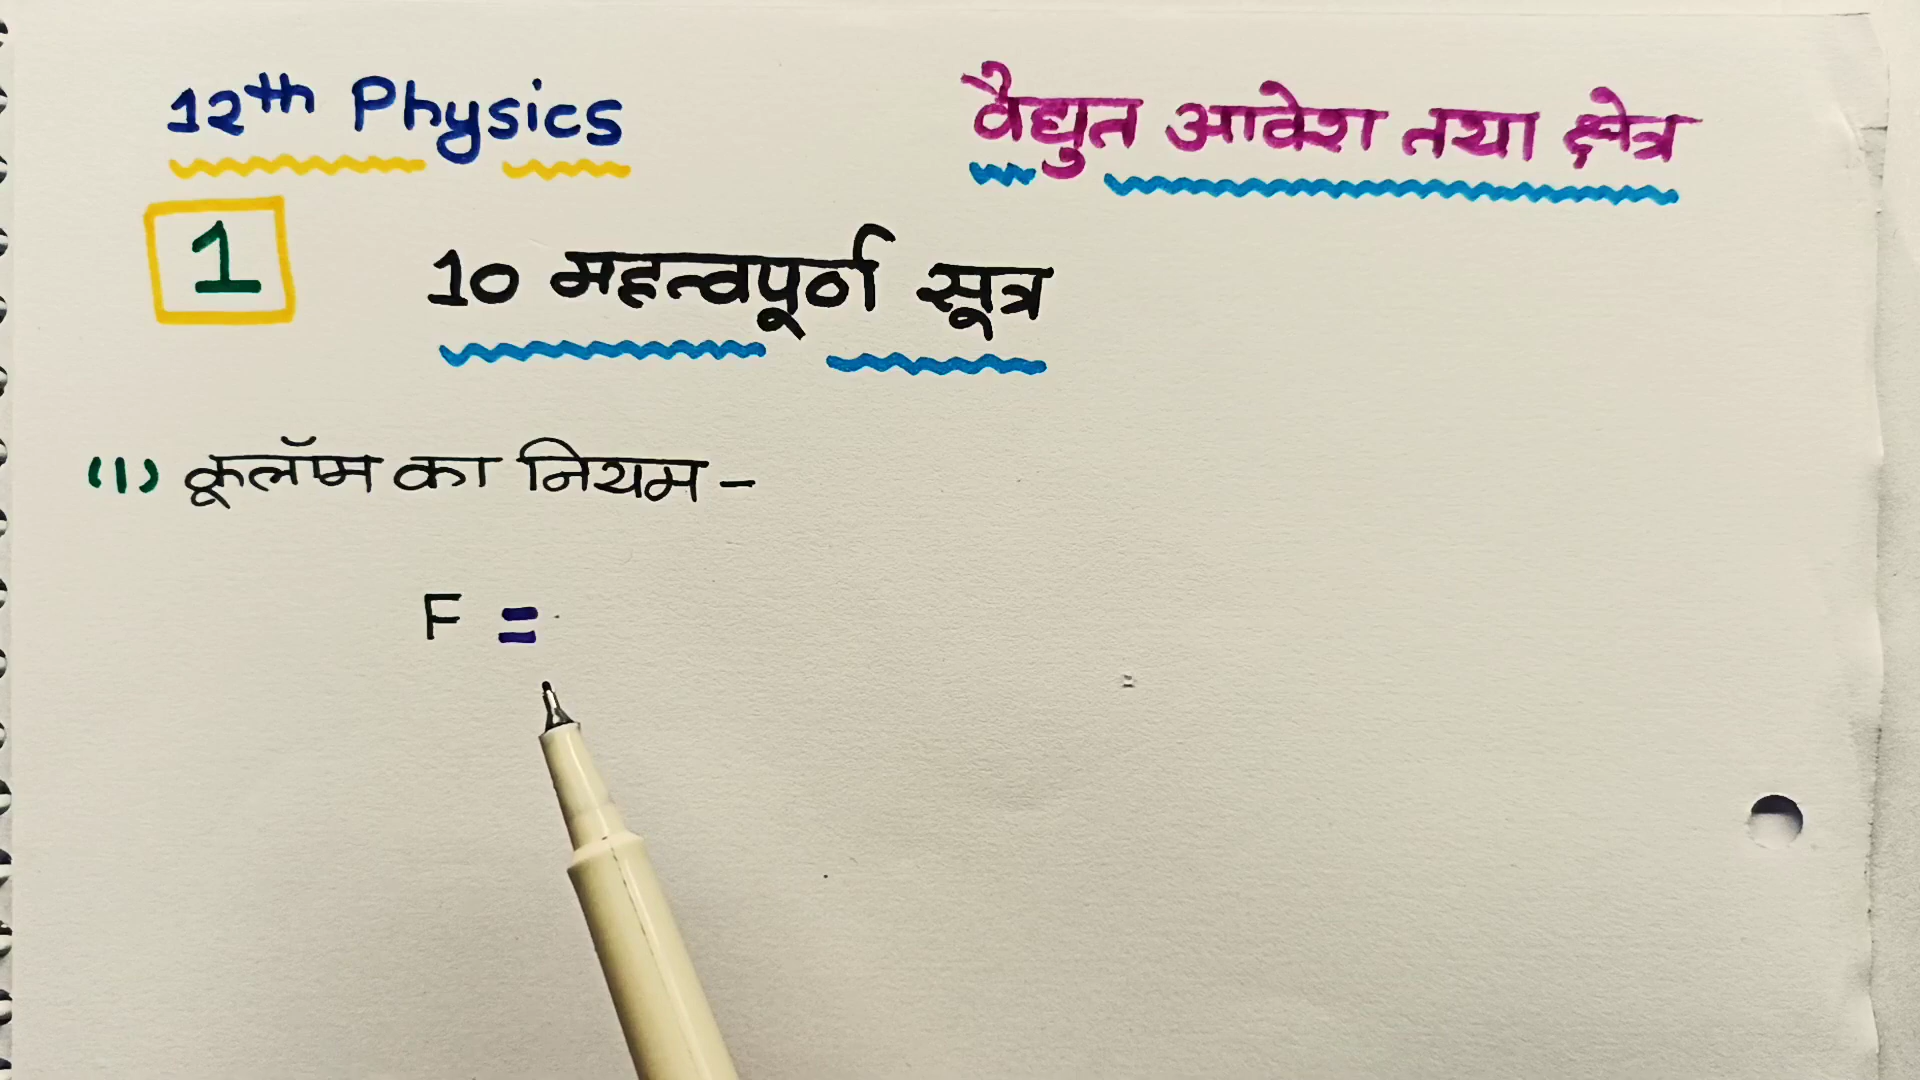 12th Physics
वैद्युत आवेश तथा क्षेत्र
1
10 महत्वपूर्ण सूत्र
(1) कूलॉम का नियम -
F =